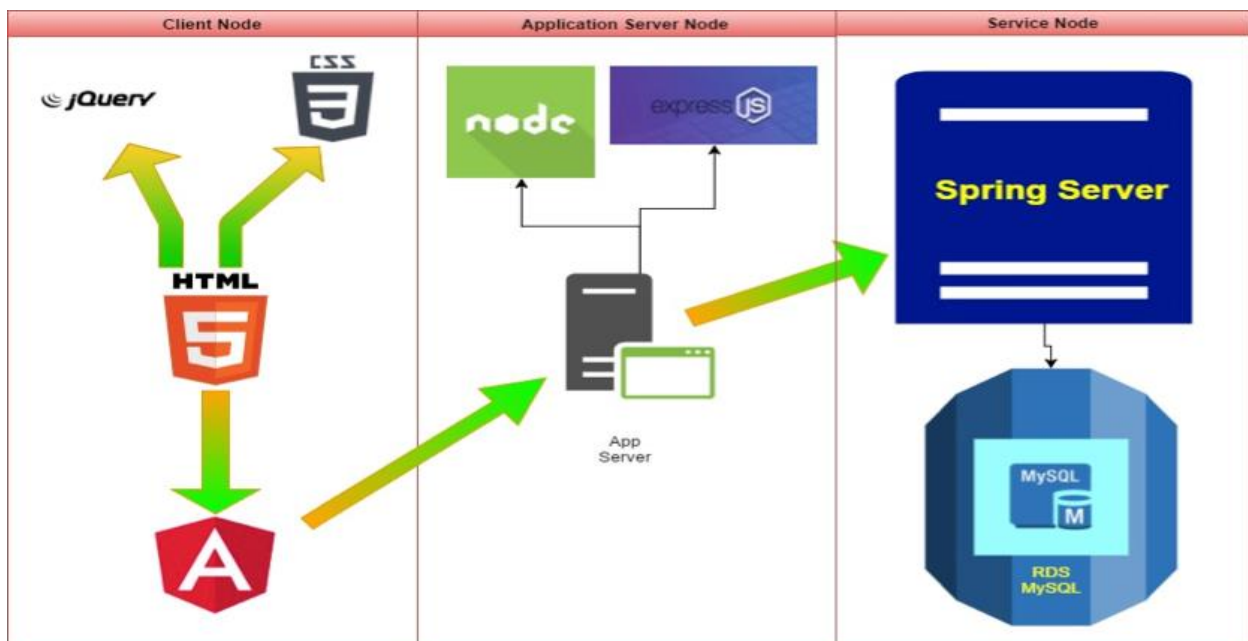 Client Node
Application Server Node
Service Node
jQuery
CSS
3
HTML
5
A
node
express JS
App
Server
Spring Server
MySQL
M
RDS
MySQL